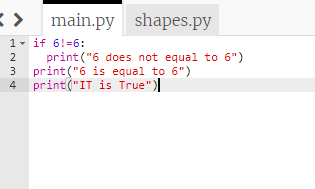 main.py shapes.py
1 if 6!=6:
2   print("6 does not equal to 6")
3 print("6 is equal to 6")
4 print("IT is True")